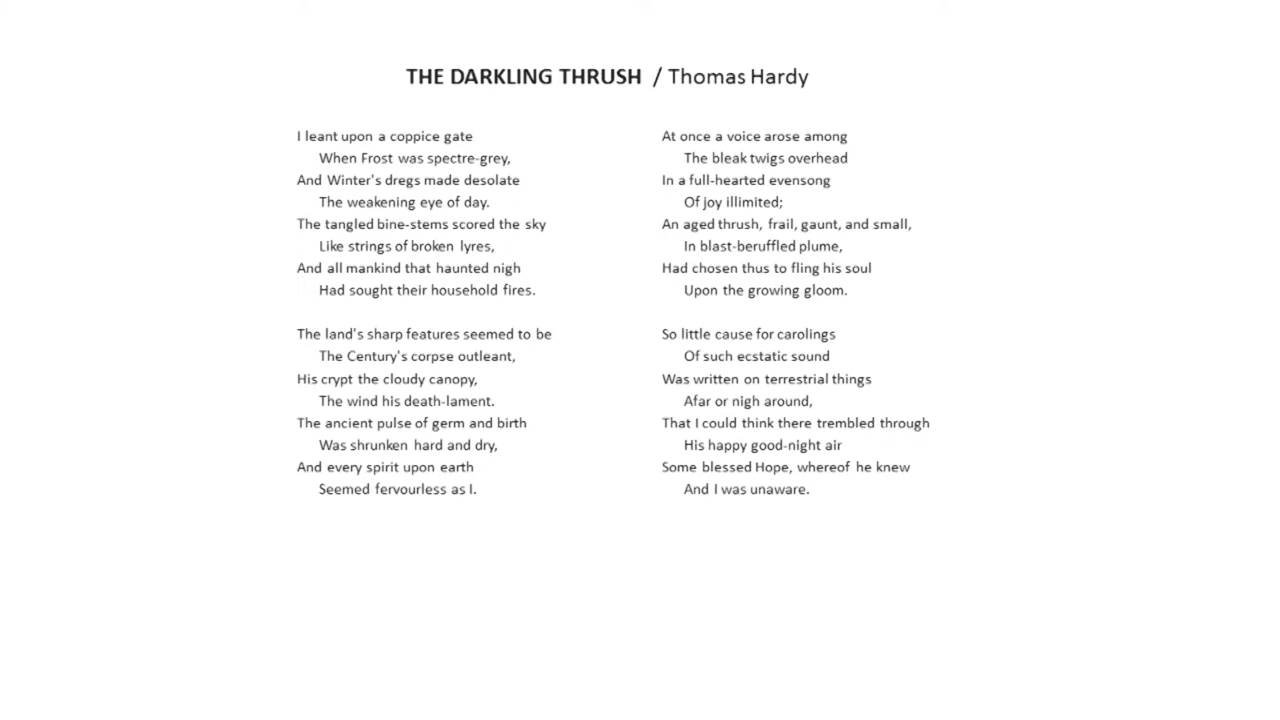 THE DARKLING THRUSH / Thomas Hardy
I leant upon a coppice gate
When Frost was spectre-grey,
And Winter's dregs made desolate
The weakening eye of day.
The tangled bine-stems scored the sky
Like strings of broken lyres,
And all mankind that haunted nigh
Had sought their household fires.
The land's sharp features seemed to be
The Century's corpse outleant,
His crypt the cloudy canopy,
The wind his death-lament.
The ancient pulse of germ and birth
Was shrunken hard and dry,
And every spirit upon earth
Seemed fervourless as I.
At once a voice arose among
The bleak twigs overhead
In a full-hearted evensong
Of joy illimited;
An aged thrush, frail, gaunt, and small,
In blast-beruffled plume,
Had chosen thus to fling his soul
Upon the growing gloom.
So little cause for carolings
Of such ecstatic sound
Was written on terrestrial things
Afar or nigh around,
That I could think there trembled through
His happy good-night air
Some blessed Hope, whereof he knew
And I was unaware.